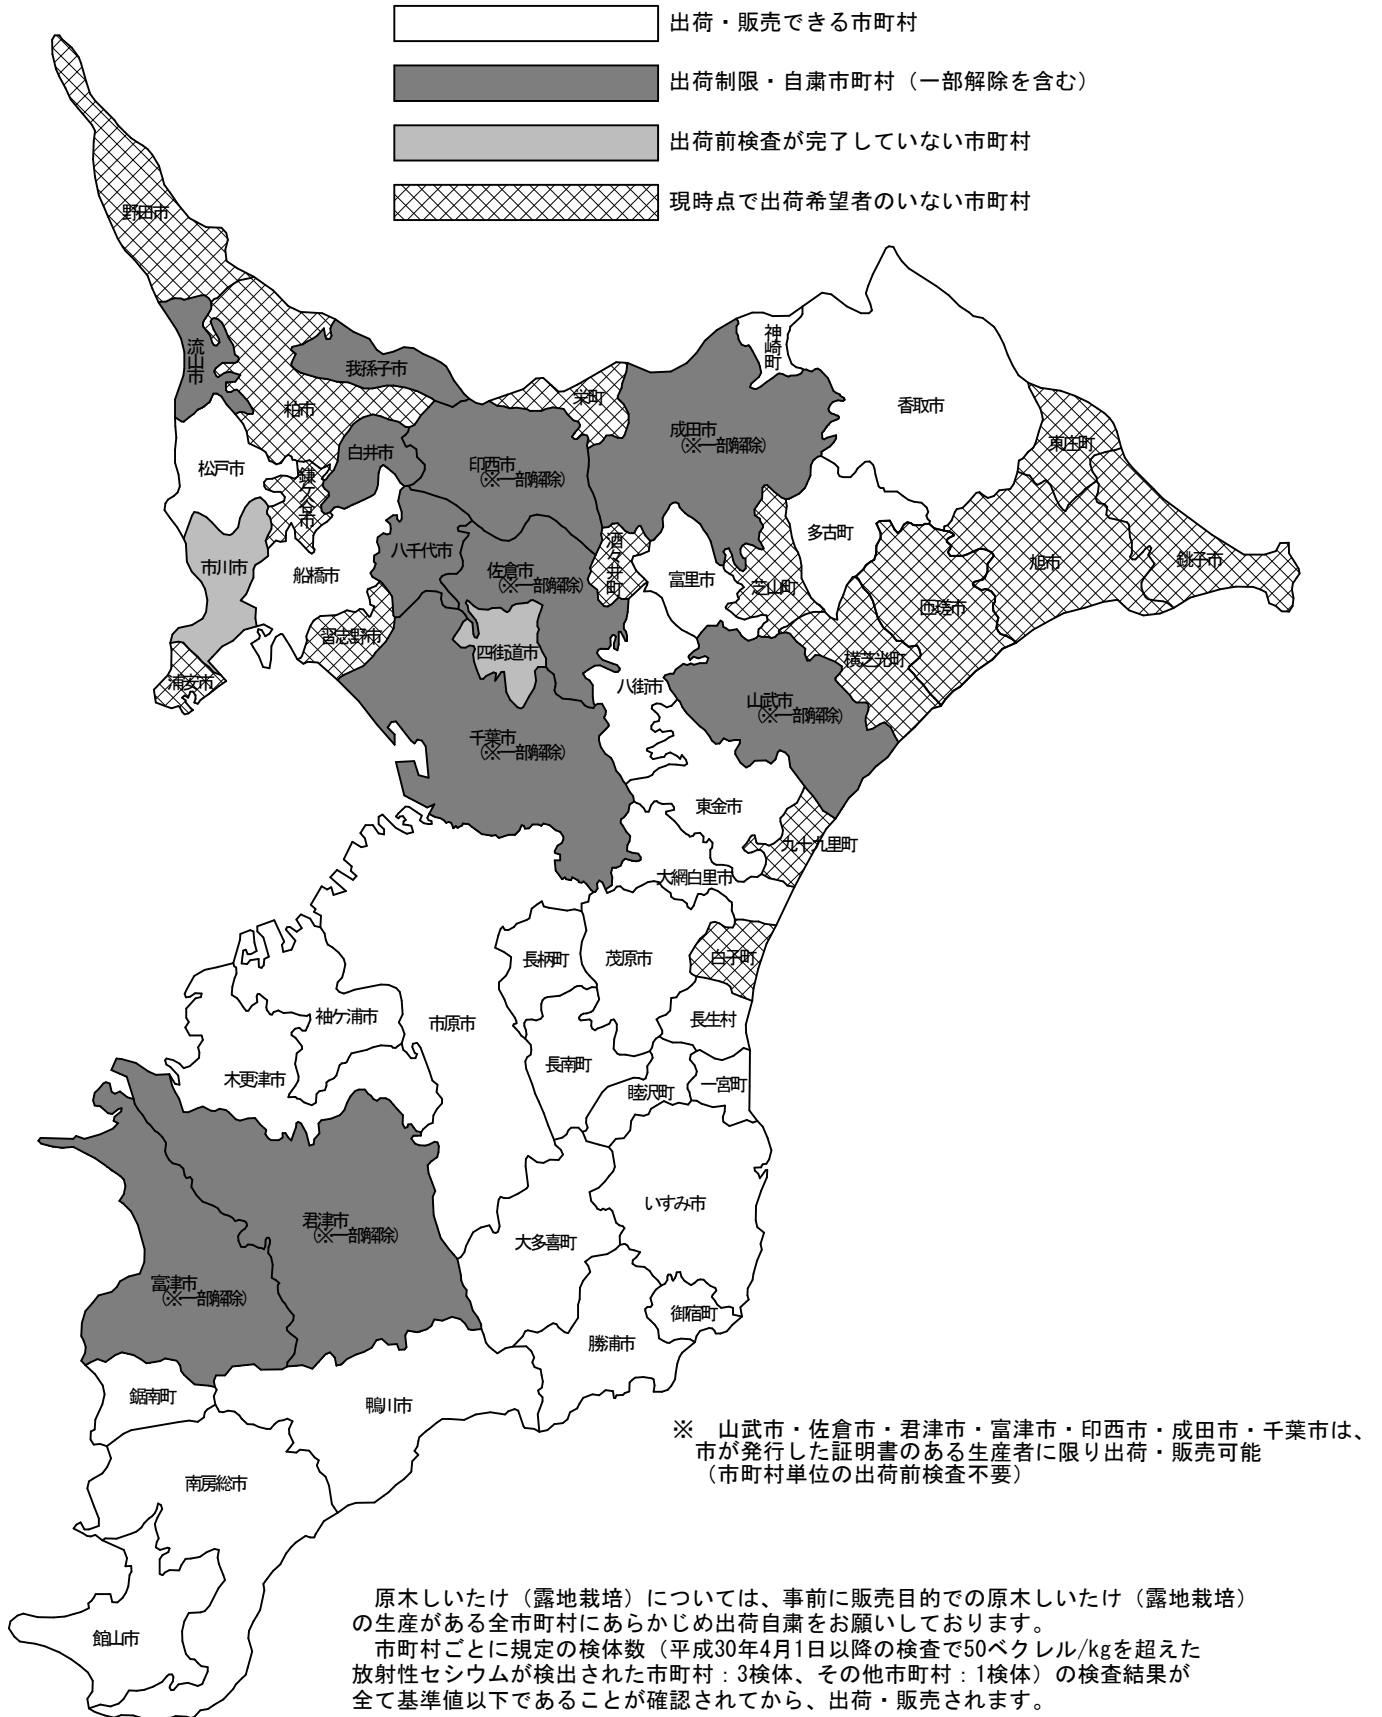 出荷・販売できる市町村
出荷制限・自粛市町村（一部解除を含む）
出荷前検査が完了していない市町村
現時点で出荷希望者のいない市町村
野田市
流山市
我孫子市
柏市
栄町
神崎町
香取市
成田市
（※一部解除）
東庄町
白井市
印西市
（※一部解除）
松戸市
鎌ケ谷市
多古町
銚子市
旭市
八千代市
酒々井町
市川市
船橋市
佐倉市
（※一部解除）
富里市
芝山町
匝瑳市
習志野市
四街道市
横芝光町
浦安市
八街市
山武市
（※一部解除）
千葉市
（※一部解除）
東金市
九十九里町
大網白里市
長柄町
茂原市
白子町
袖ケ浦市
市原市
長生村
長南町
木更津市
睦沢町
一宮町
いすみ市
君津市
（※一部解除）
大多喜町
富津市
（※一部解除）
御宿町
勝浦市
鋸南町
鴨川市
※　山武市・佐倉市・君津市・富津市・印西市・成田市・千葉市は、
市が発行した証明書のある生産者に限り出荷・販売可能
（市町村単位の出荷前検査不要）
南房総市
館山市
原木しいたけ（露地栽培）については、事前に販売目的での原木しいたけ（露地栽培）
の生産がある全市町村にあらかじめ出荷自粛をお願いしております。
市町村ごとに規定の検体数（平成30年4月1日以降の検査で50ベクレル/kgを超えた
放射性セシウムが検出された市町村：3検体、その他市町村：1検体）の検査結果が
全て基準値以下であることが確認されてから、出荷・販売されます。